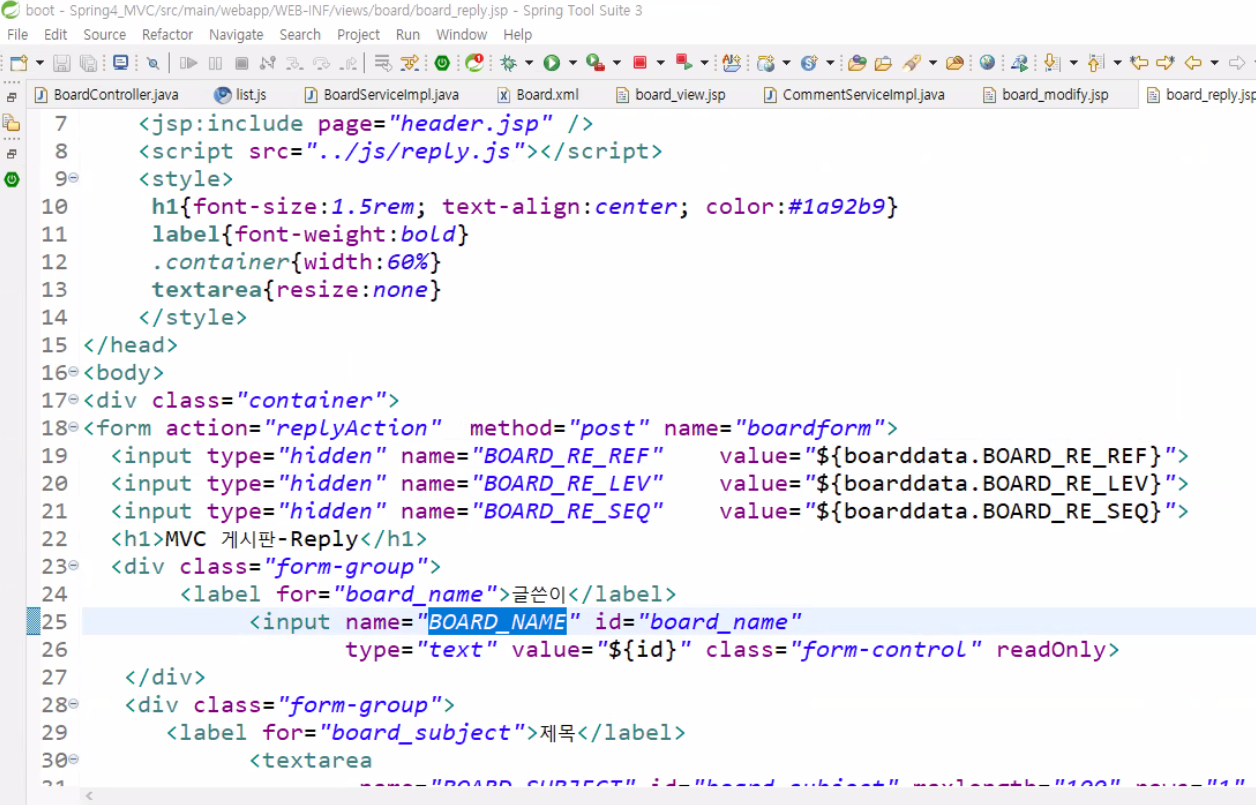 boot - Spring4_MVC/src/main/webapp/WEB-INF/views/board/board_reply.jsp - Spring Tool Suite 3
File Edit Source Refactor Navigate Search Project Run Window Help
BoardController.java list.js BoardServiceImpl.java Board.xml board_view.jsp CommentServiceImpl.java board_modify.jsp board_reply.jsp
7 <jsp:include page="header.jsp" />
8 <script src="../js/reply.js"></script>
9 <style>
10 h1{font-size:1.5rem; text-align:center; color:#1a92b9}
11 label{font-weight:bold}
12 .container{width:60%}
13 textarea{resize:none}
14 </style>
15 </head>
16 <body>
17 <div class="container">
18 <form action="replyAction" method="post" name="boardform">
19 <input type="hidden" name="BOARD_RE_REF" value="${boarddata.BOARD_RE_REF}">
20 <input type="hidden" name="BOARD_RE_LEV" value="${boarddata.BOARD_RE_LEV}">
21 <input type="hidden" name="BOARD_RE_SEQ" value="${boarddata.BOARD_RE_SEQ}">
22 <h1>MVC 게시판-Reply</h1>
23 <div class="form-group">
24 <label for="board_name">글쓴이</label>
25 <input name="BOARD_NAME" id="board_name"
26 type="text" value="${id}" class="form-control" readOnly>
27 </div>
28 <div class="form-group">
29 <label for="board_subject">제목</label>
30 <textarea
31 name="BOARD_SUBJECT" id="board_subject" maxlength="100" rows="1"